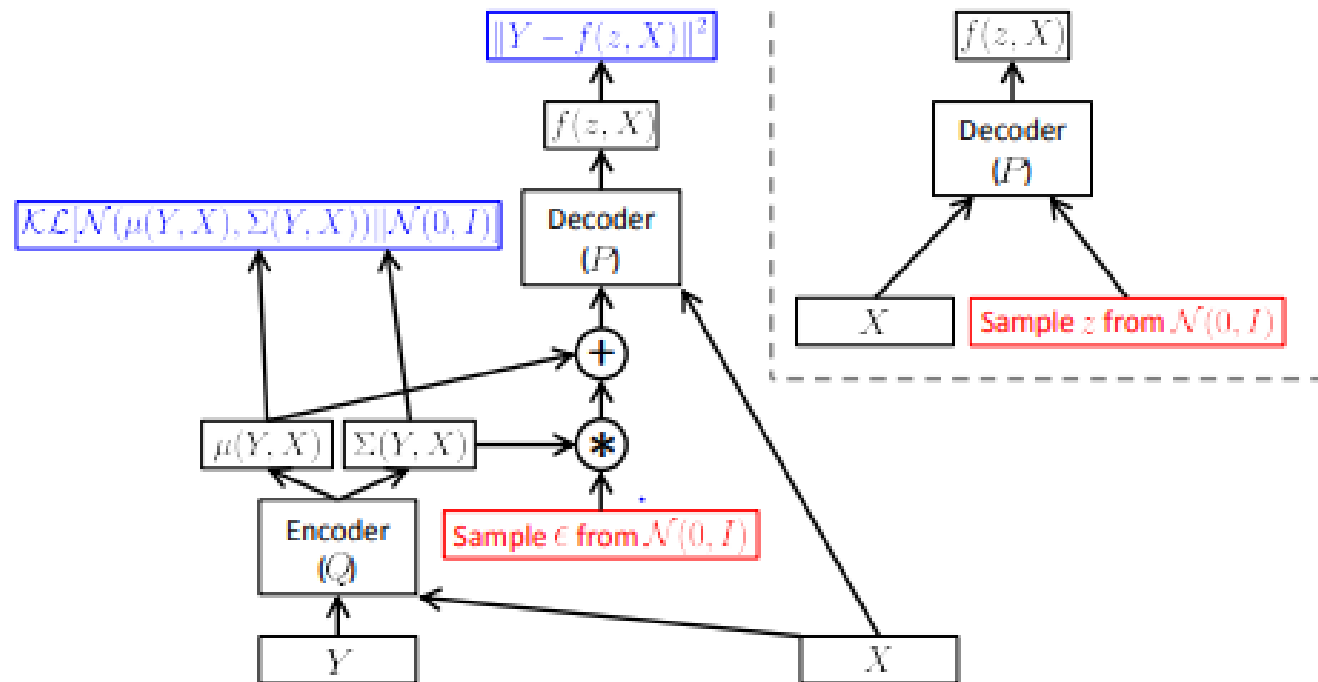 ‖Y − f(z, X)‖²
f(z, X)
Decoder
(P)
KL[N(μ(Y, X), Σ(Y, X))‖N(0, I)]
+
μ(Y, X)
Σ(Y, X)
*
Encoder
(Q)
Sample ϵ from N(0, I)
Y
X
f(z, X)
Decoder
(P)
X
Sample z from N(0, I)